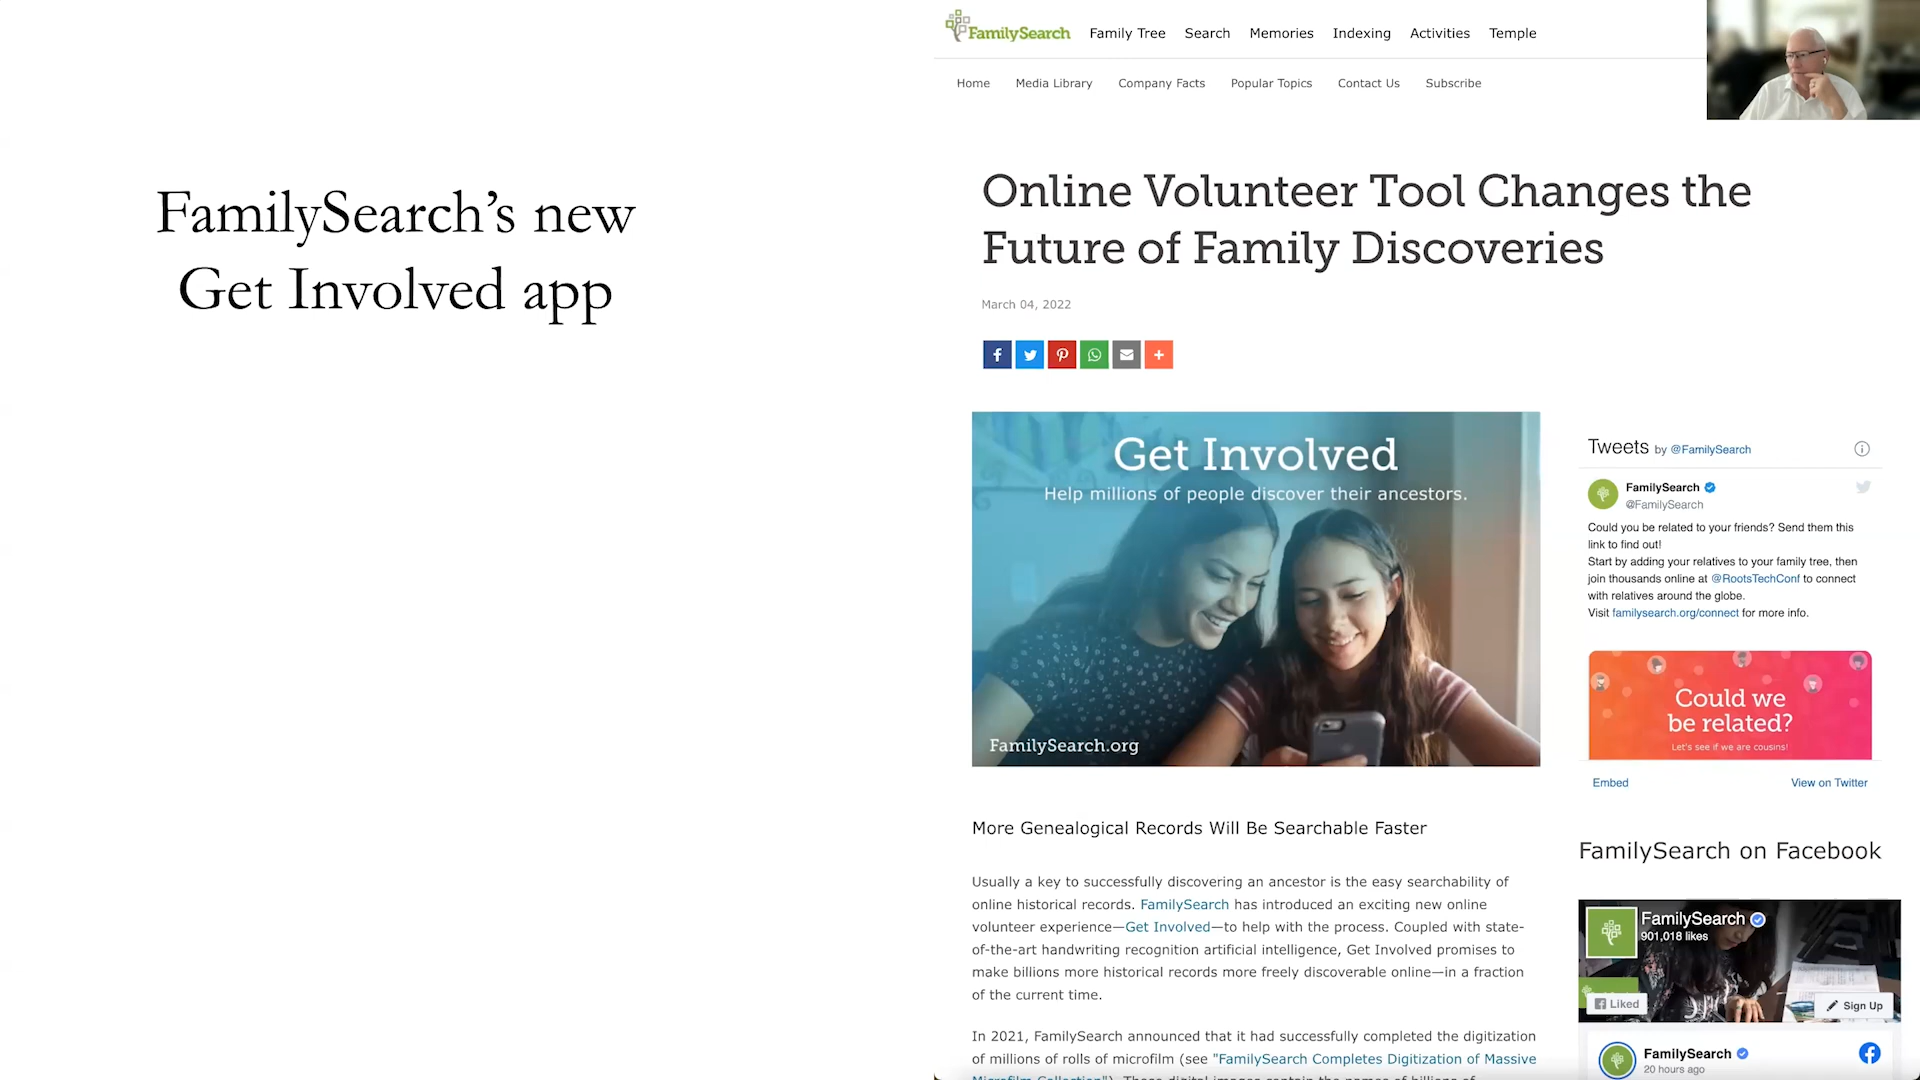 FamilySearch's new
Get Involved app
FamilySearch
Family Tree Search Memories Indexing Activities Temple
Home Media Library Company Facts Popular Topics Contact Us Subscribe
Online Volunteer Tool Changes the
Future of Family Discoveries
March 04, 2022
Get Involved
Help millions of people discover their ancestors.
FamilySearch.org
More Genealogical Records Will Be Searchable Faster
Usually a key to successfully discovering an ancestor is the easy searchability of
online historical records. FamilySearch has introduced an exciting new online
volunteer experience—Get Involved—to help with the process. Coupled with state-
of-the-art handwriting recognition artificial intelligence, Get Involved promises to
make billions more historical records more freely discoverable online—in a fraction
of the current time.
In 2021, FamilySearch announced that it had successfully completed the digitization
of millions of rolls of microfilm (see "FamilySearch Completes Digitization of Massive
Tweets by @FamilySearch
FamilySearch
@FamilySearch
Could you be related to your friends? Send them this
link to find out!
Start by adding your relatives to your family tree, then
join thousands online at @RootsTechConf to connect
with relatives around the globe.
Visit familysearch.org/connect for more info.
Could we
be related?
Let's see if we are cousins!
Embed View on Twitter
FamilySearch on Facebook
FamilySearch
901,018 likes
Liked
Sign Up
FamilySearch
20 hours ago